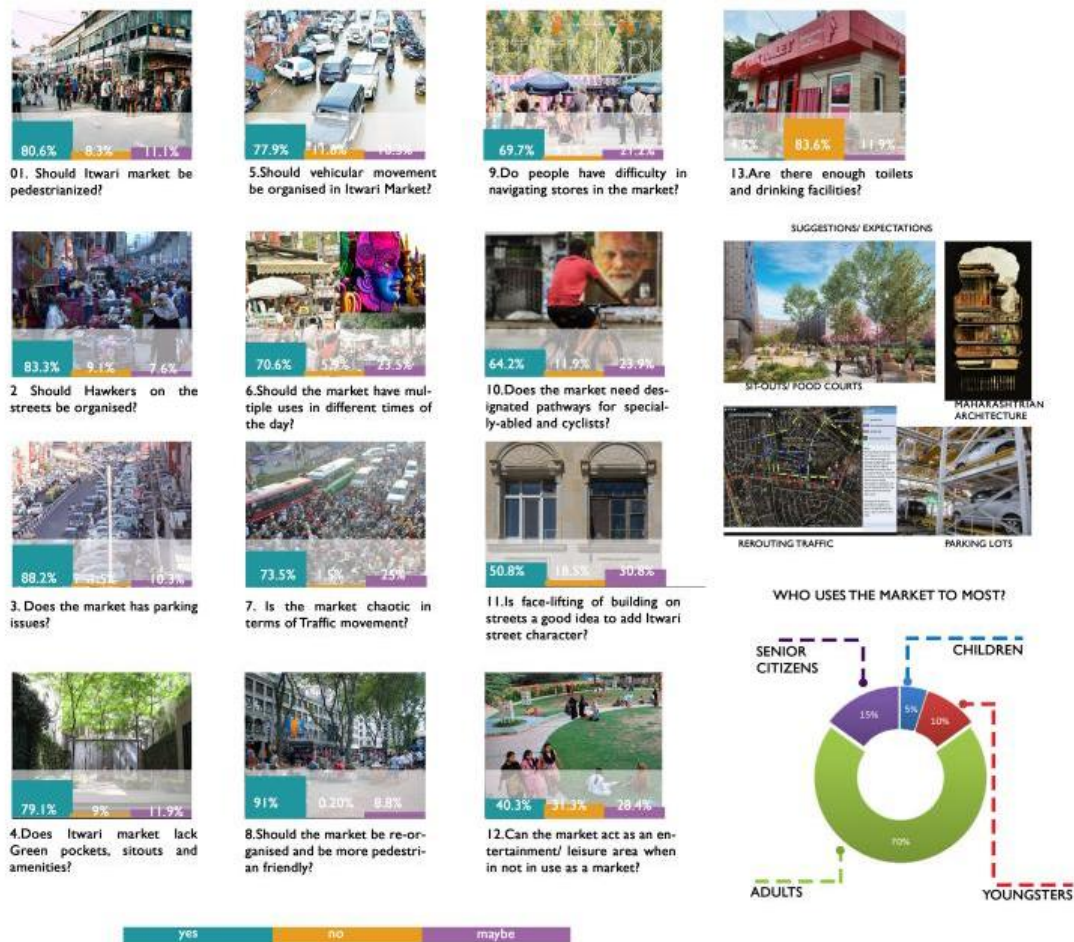 80.6% 8.3% 11.1%
01. Should Itwari market be
pedestrianized?
77.9% 11.8% 10.3%
5.Should vehicular movement
be organised in Itwari Market?
69.7% 21.2%
9.Do people have difficulty in
navigating stores in the market?
4.5% 83.6% 11.9%
13.Are there enough toilets
and drinking facilities?
83.3% 9.1% 7.6%
2 Should Hawkers on the
streets be organised?
70.6% 5.9% 23.5%
6.Should the market have mul-
tiple uses in different times of
the day?
64.2% 11.9% 23.9%
10.Does the market need des-
ignated pathways for special-
ly-abled and cyclists?
SUGGESTIONS/ EXPECTATIONS
SIT-OUTS/ FOOD COURTS
MAHARASHTRIAN
ARCHITECTURE
88.2% 10.3%
3. Does the market has parking
issues?
73.5% 1.5% 25%
7. Is the market chaotic in
terms of Traffic movement?
50.8% 18.5% 30.8%
11.Is face-lifting of building on
streets a good idea to add Itwari
street character?
REROUTING TRAFFIC
PARKING LOTS
79.1% 9% 11.9%
4.Does Itwari market lack
Green pockets, sitouts and
amenities?
91% 0.20% 8.8%
8.Should the market be re-or-
ganised and be more pedestri-
an friendly?
40.3% 31.3% 28.4%
12.Can the market act as an en-
tertainment/ leisure area when
in not in use as a market?
WHO USES THE MARKET TO MOST?
SENIOR
CITIZENS
CHILDREN
15%
5%
10%
70%
ADULTS
YOUNGSTERS
yes no maybe